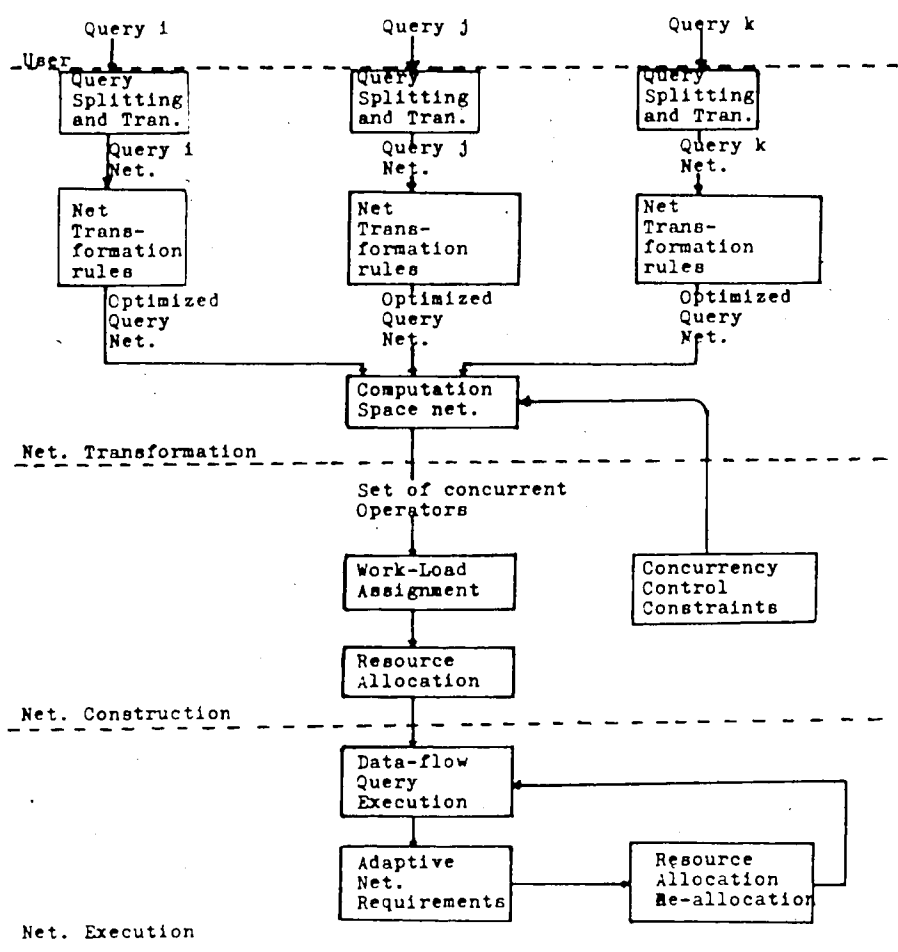 Query i
Query j
Query k
User
Query
Splitting
and Tran.
Query
Splitting
and Tran.
Query
Splitting
and Tran.
Query i
Net.
Query j
Net.
Query k
Net.
Net
Trans-
formation
rules
Net
Trans-
formation
rules
Net
Trans-
formation
rules
Optimized
Query
Net.
Optimized
Query
Net.
Optimized
Query
Net.
Computation
Space net.
Net. Transformation
Set of concurrent
Operators
Work-Load
Assignment
Concurrency
Control
Constraints
Resource
Allocation
Net. Construction
Data-flow
Query
Execution
Adaptive
Net.
Requirements
Resource
Allocation
Re-allocation
Net. Execution